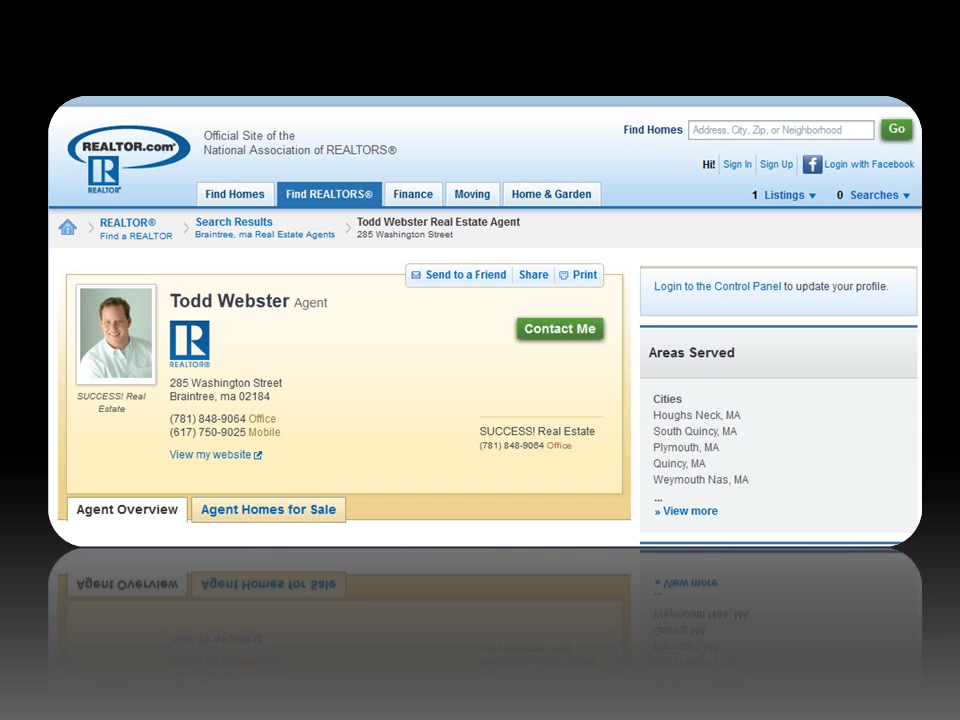 REALTOR.com®
REALTOR®
Official Site of the
National Association of REALTORS®
Find Homes Address, City, Zip, or Neighborhood Go
Hi! Sign In Sign Up Login with Facebook
Find Homes Find REALTORS® Finance Moving Home & Garden
1 Listings 0 Searches
REALTOR® Search Results Todd Webster Real Estate Agent
Find a REALTOR Braintree, ma Real Estate Agents 285 Washington Street
Send to a Friend Share Print
Login to the Control Panel to update your profile.
Todd Webster Agent
Contact Me
REALTOR®
SUCCESS! Real
Estate
285 Washington Street
Braintree, ma 02184
(781) 848-9064 Office
(617) 750-9025 Mobile
View my website
SUCCESS! Real Estate
(781) 848-9064 Office
Agent Overview Agent Homes for Sale
Areas Served
Cities
Houghs Neck, MA
South Quincy, MA
Plymouth, MA
Quincy, MA
Weymouth Nas, MA
...
» View more